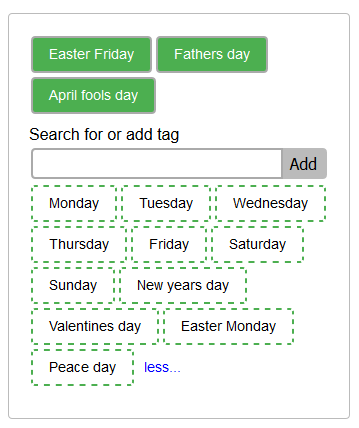 Easter Friday Fathers day
April fools day
Search for or add tag
Add
Monday Tuesday Wednesday
Thursday Friday Saturday
Sunday New years day
Valentines day Easter Monday
Peace day less...